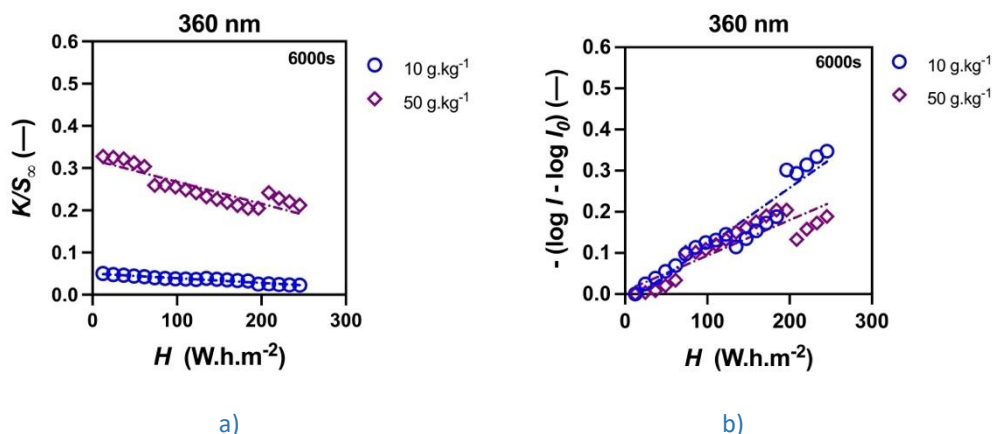 360 nm
0.6
0.5
0.4
0.3
0.2
0.1
0.0
K/S∞ (—)
6000s
10 g.kg⁻¹
50 g.kg⁻¹
0
100
200
300
H (W.h.m⁻²)
a)
360 nm
0.6
0.5
0.4
0.3
0.2
0.1
0.0
- (log I - log I₀) (—)
6000s
10 g.kg⁻¹
50 g.kg⁻¹
0
100
200
300
H (W.h.m⁻²)
b)